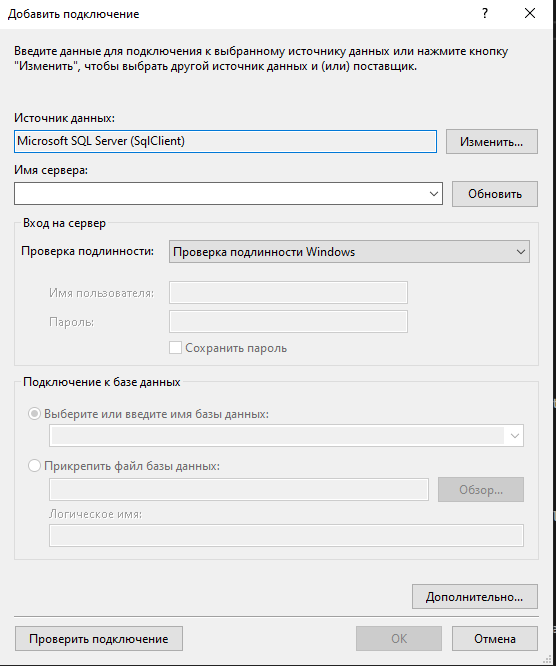 Добавить подключение
?
Введите данные для подключения к выбранному источнику данных или нажмите кнопку
"Изменить", чтобы выбрать другой источник данных и (или) поставщик.
Источник данных:
Microsoft SQL Server (SqlClient)
Изменить...
Имя сервера:
Обновить
Вход на сервер
Проверка подлинности:
Проверка подлинности Windows
Имя пользователя:
Пароль:
Сохранить пароль
Подключение к базе данных
Выберите или введите имя базы данных:
Прикрепить файл базы данных:
Обзор...
Логическое имя:
Дополнительно...
Проверить подключение
ОК
Отмена